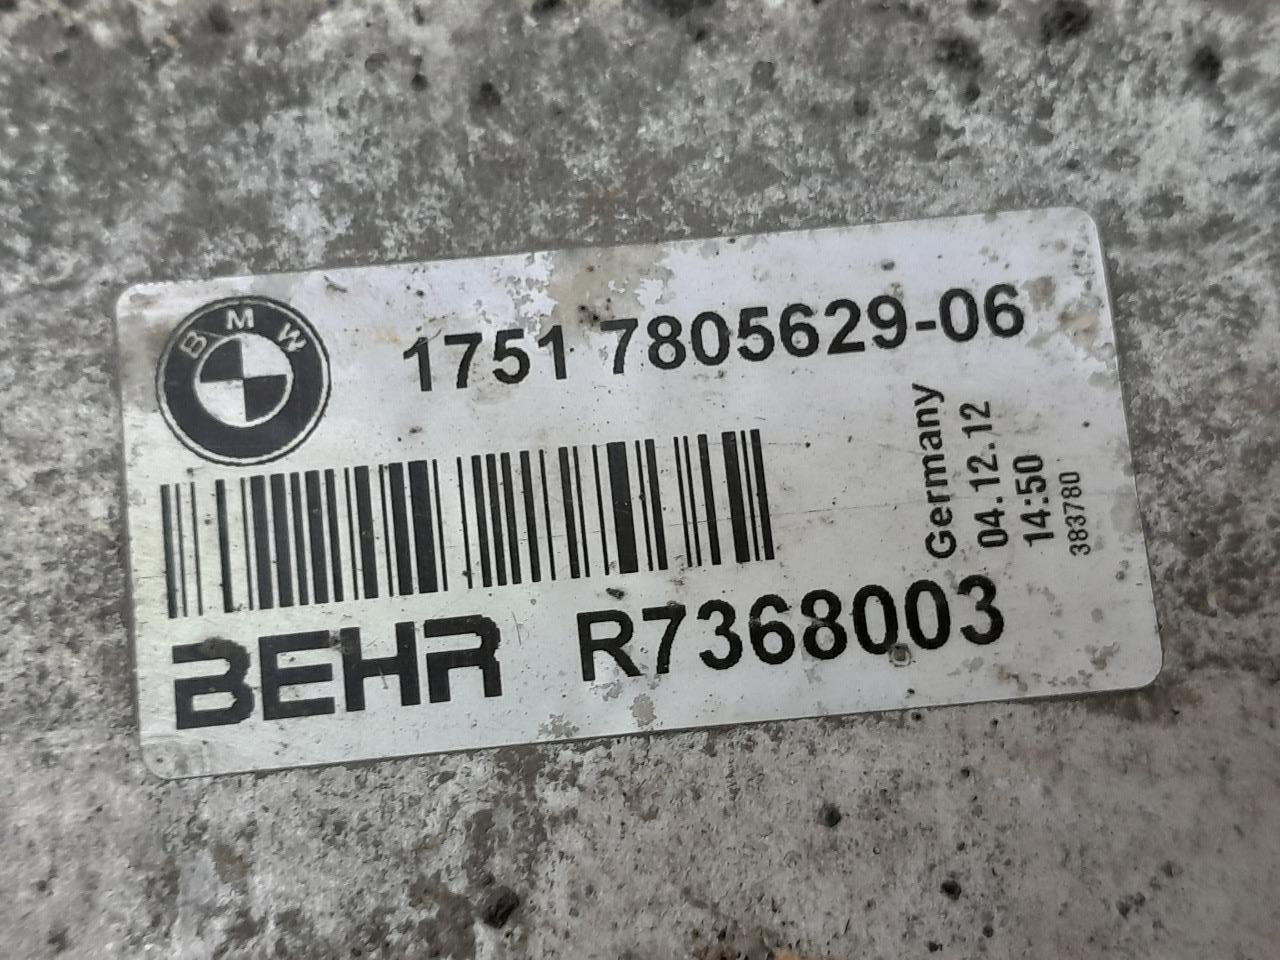 BMW
1751 7805629-06
Germany
04.12.12
14:50
383780
BEHR R7368003